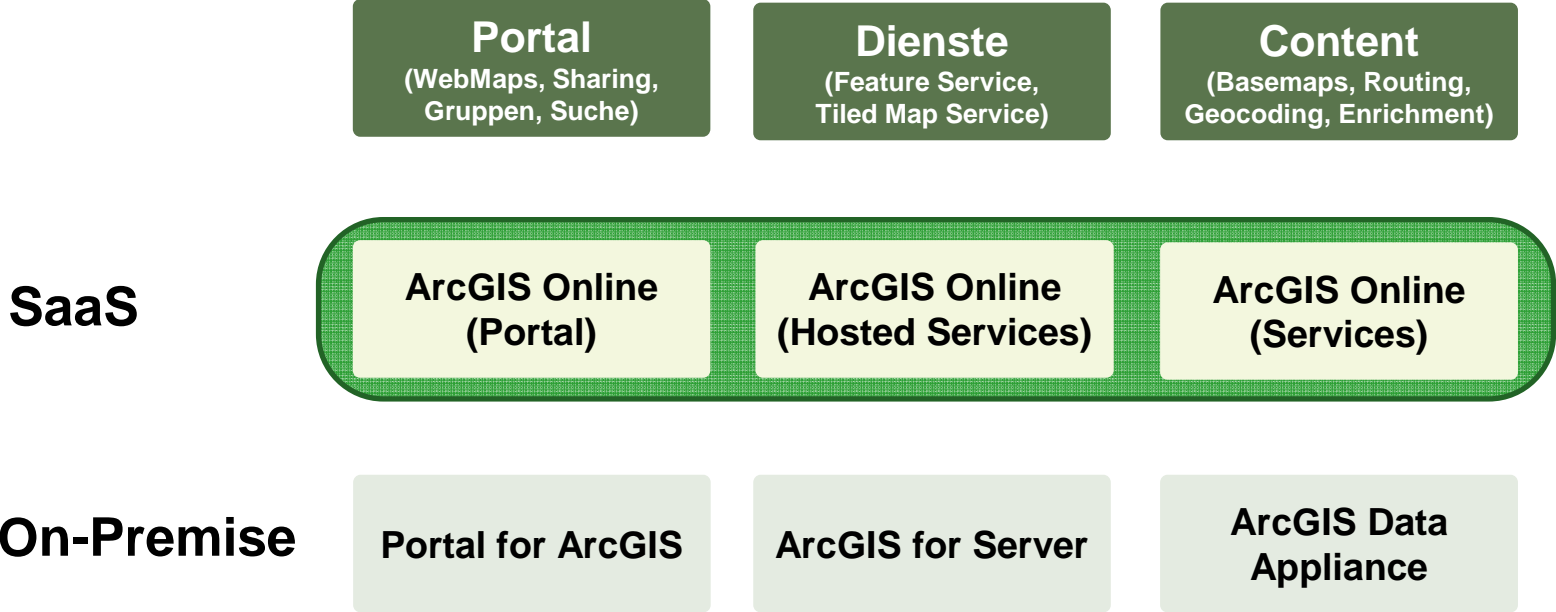 Portal
(WebMaps, Sharing,
Gruppen, Suche)
Dienste
(Feature Service,
Tiled Map Service)
Content
(Basemaps, Routing,
Geocoding, Enrichment)
SaaS
ArcGIS Online
(Portal)
ArcGIS Online
(Hosted Services)
ArcGIS Online
(Services)
On-Premise
Portal for ArcGIS
ArcGIS for Server
ArcGIS Data
Appliance